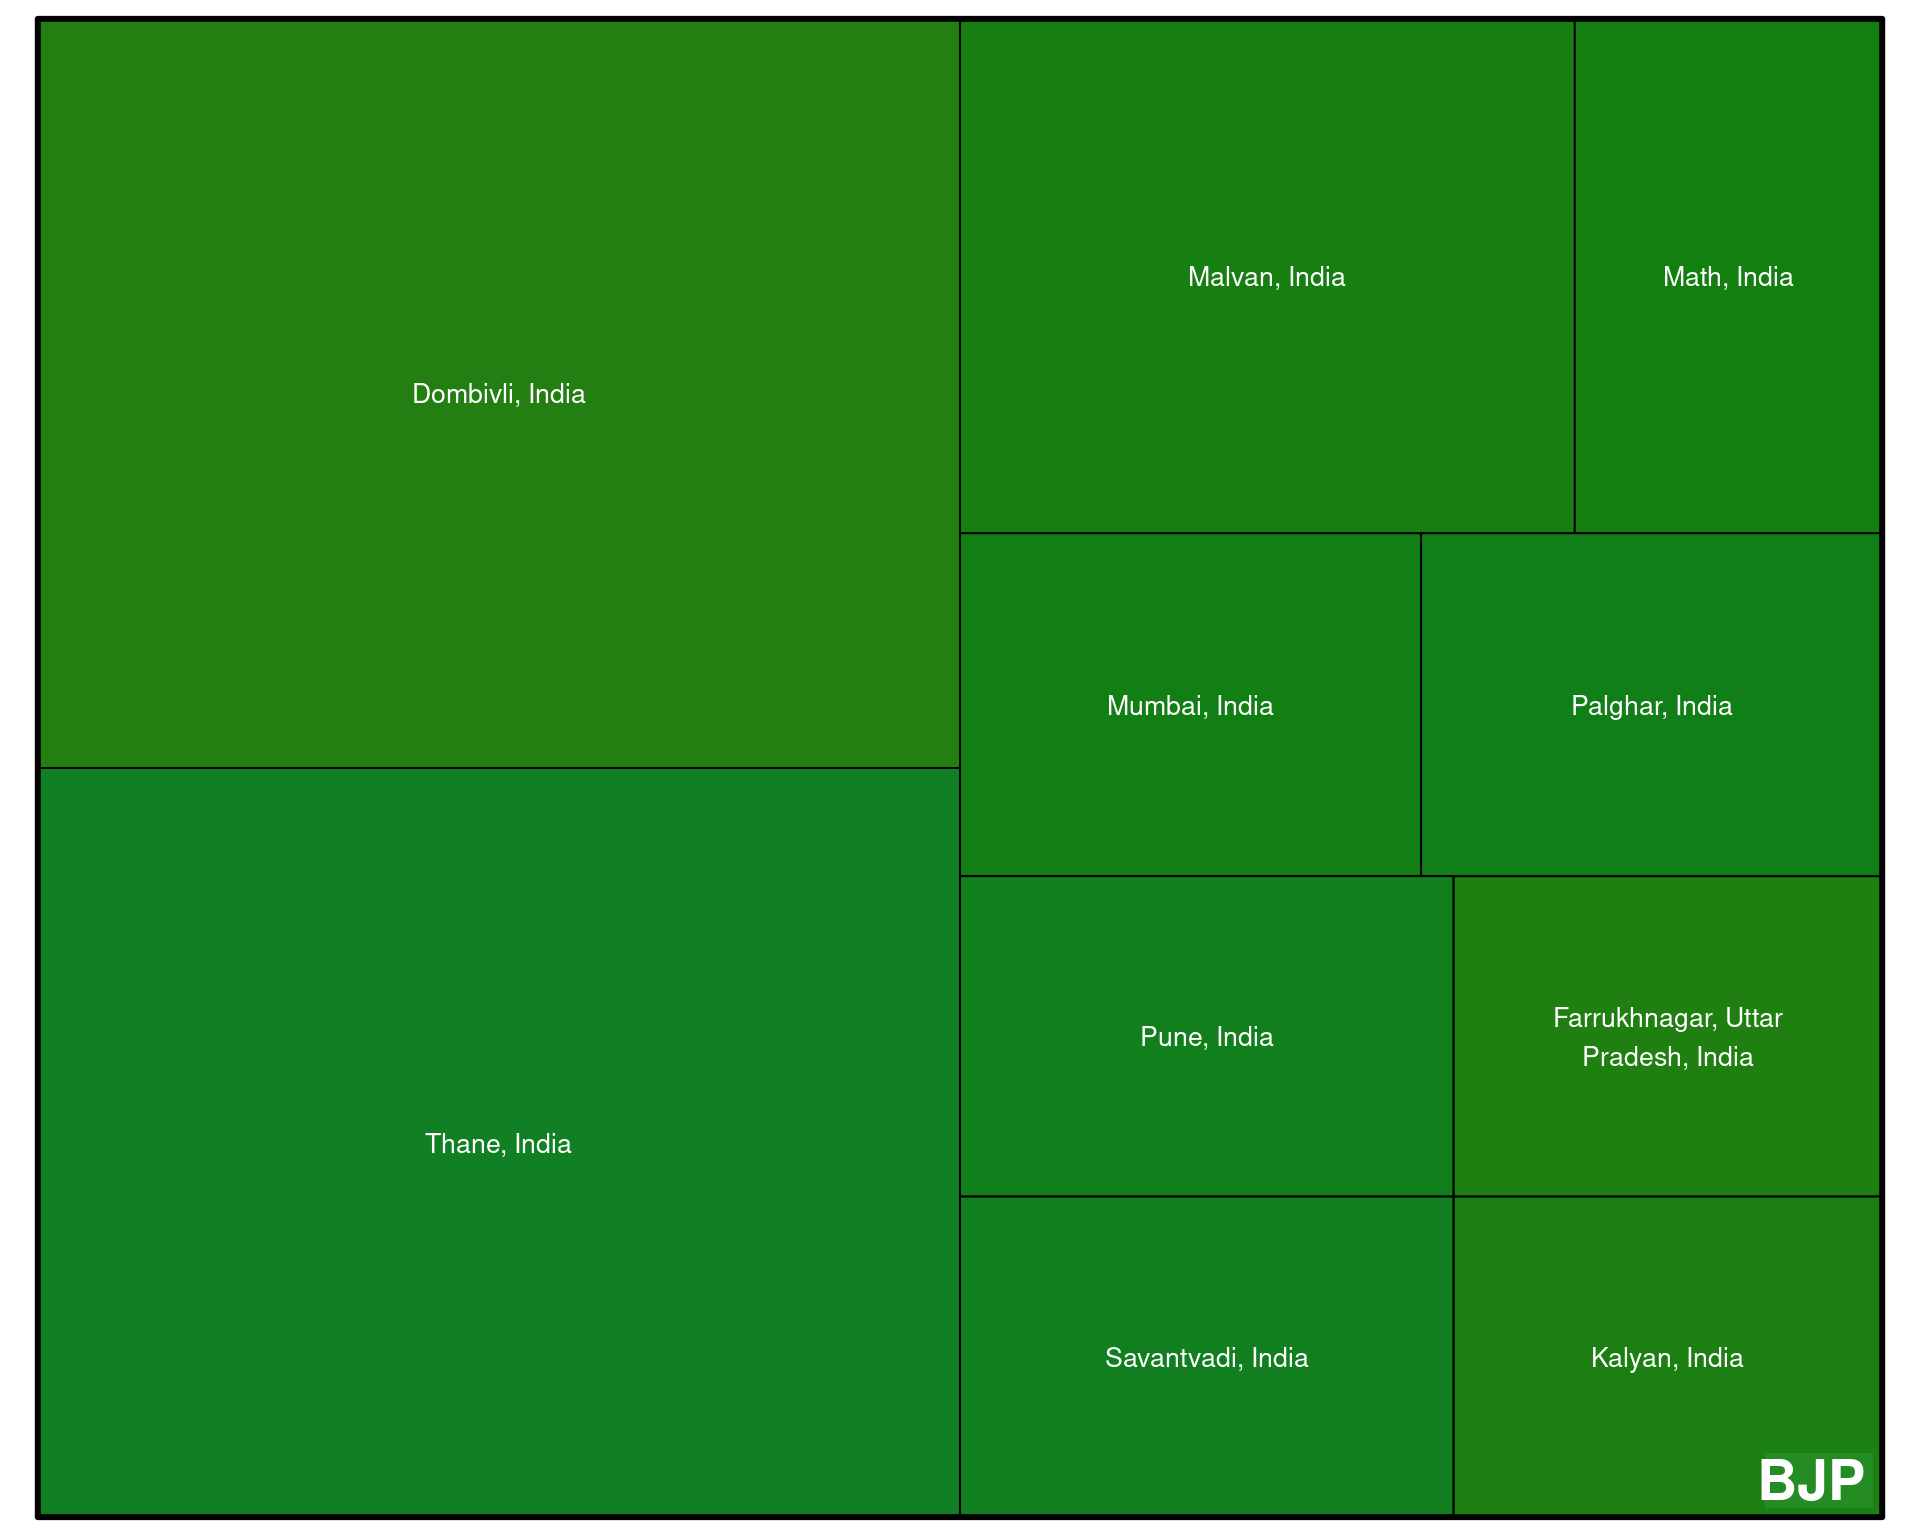 Dombivli, India
Malvan, India
Math, India
Mumbai, India
Palghar, India
Thane, India
Pune, India
Farrukhnagar, Uttar
Pradesh, India
Savantvadi, India
Kalyan, India
BJP